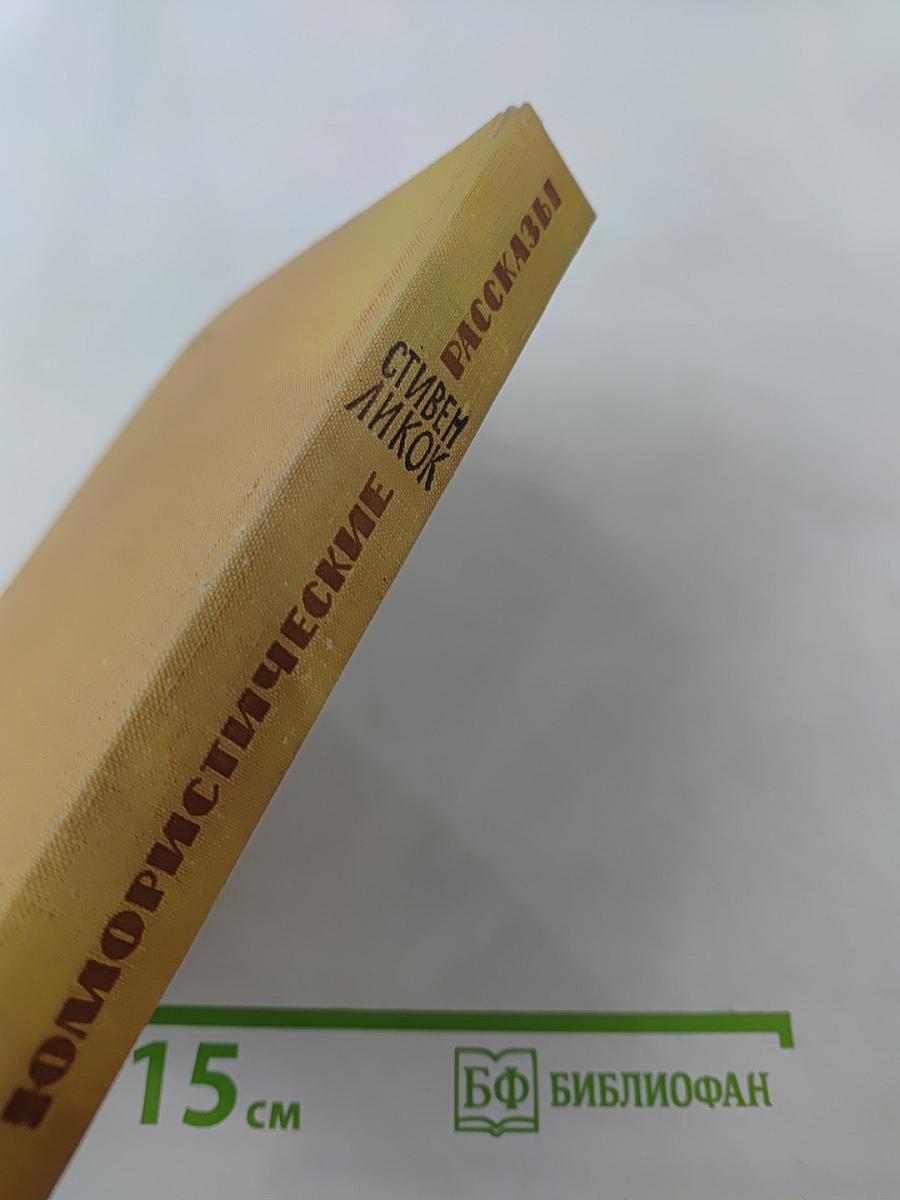 ЮМОРИСТИЧЕСКИЕ
СТИВЕН
ЛИКОК
РАССКАЗЫ
15 см
БФ БИБЛИОФАН